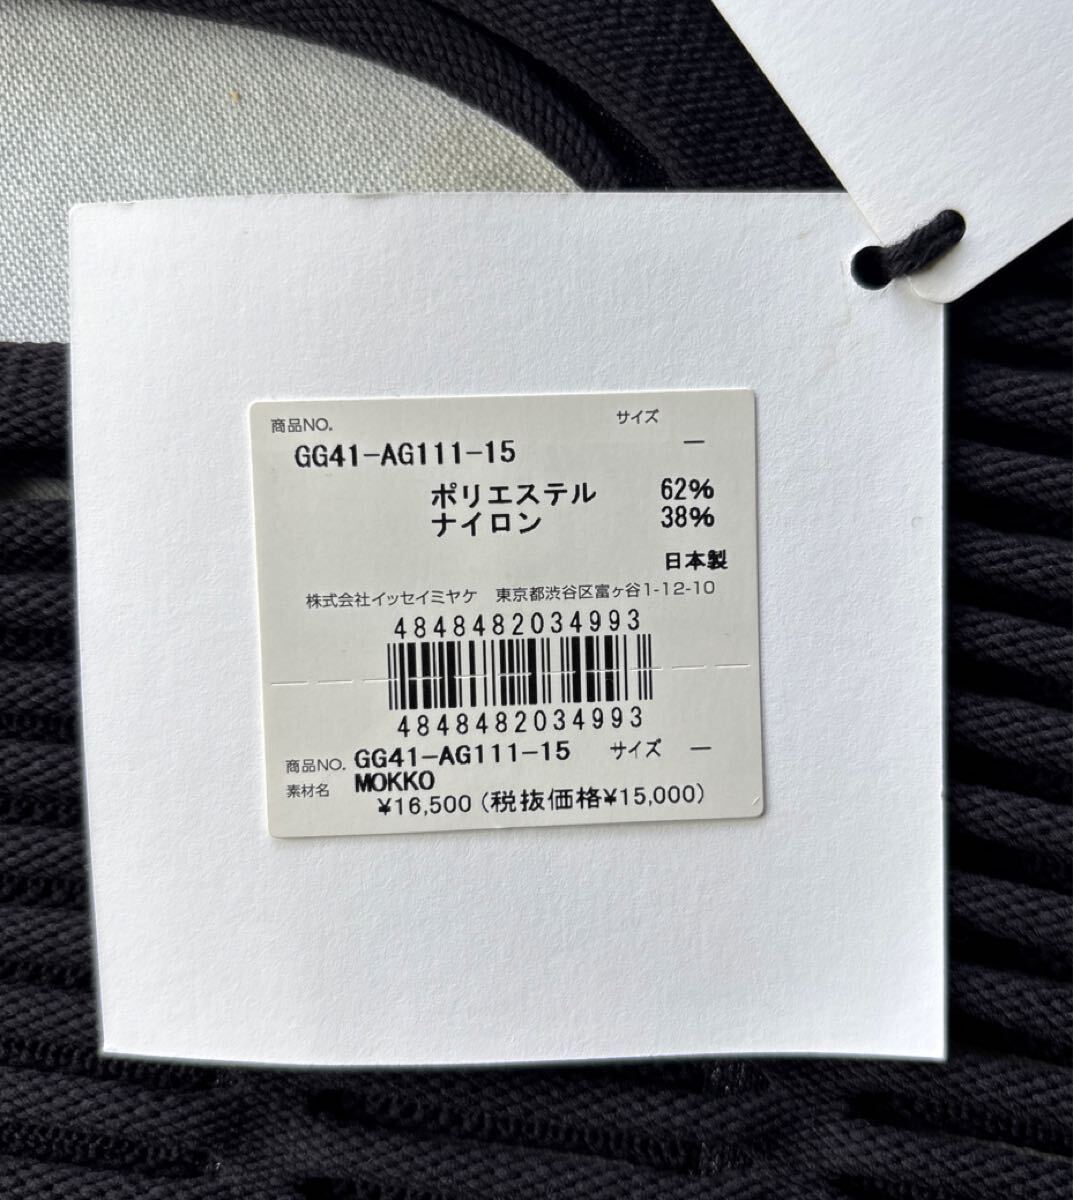 商品NO. サイズ
GG41-AG111-15 —
ポリエステル 62%
ナイロン 38%
日本製
株式会社イッセイミヤケ 東京都渋谷区富ヶ谷1-12-10
4848482034993
4848482034993
商品NO. GG41-AG111-15 サイズ —
素材名 MOKKO
¥16,500(税抜価格¥15,000)